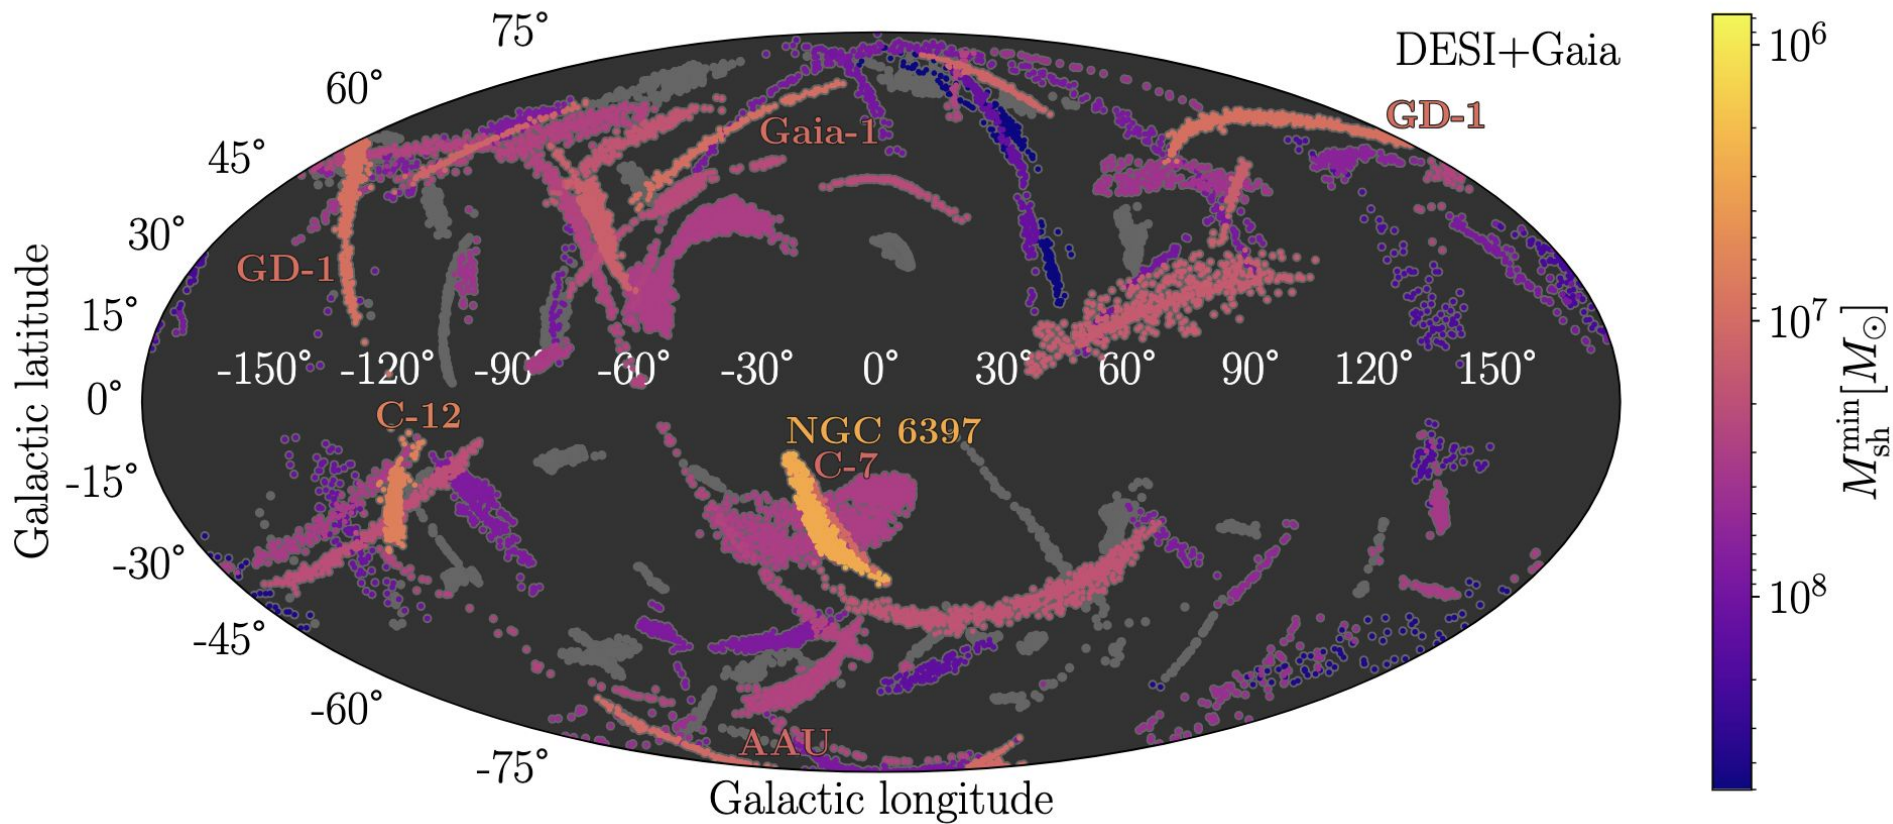 75°
60°
45°
30°
15°
0°
-15°
-30°
-45°
-60°
-75°
Galactic latitude
-150° -120° -90° -60° -30° 0° 30° 60° 90° 120° 150°
Galactic longitude
DESI+Gaia
GD-1
Gaia-1
GD-1
C-12
NGC 6397
C-7
AAU
10⁶
10⁷
10⁸
M_sh^min [M_⊙]